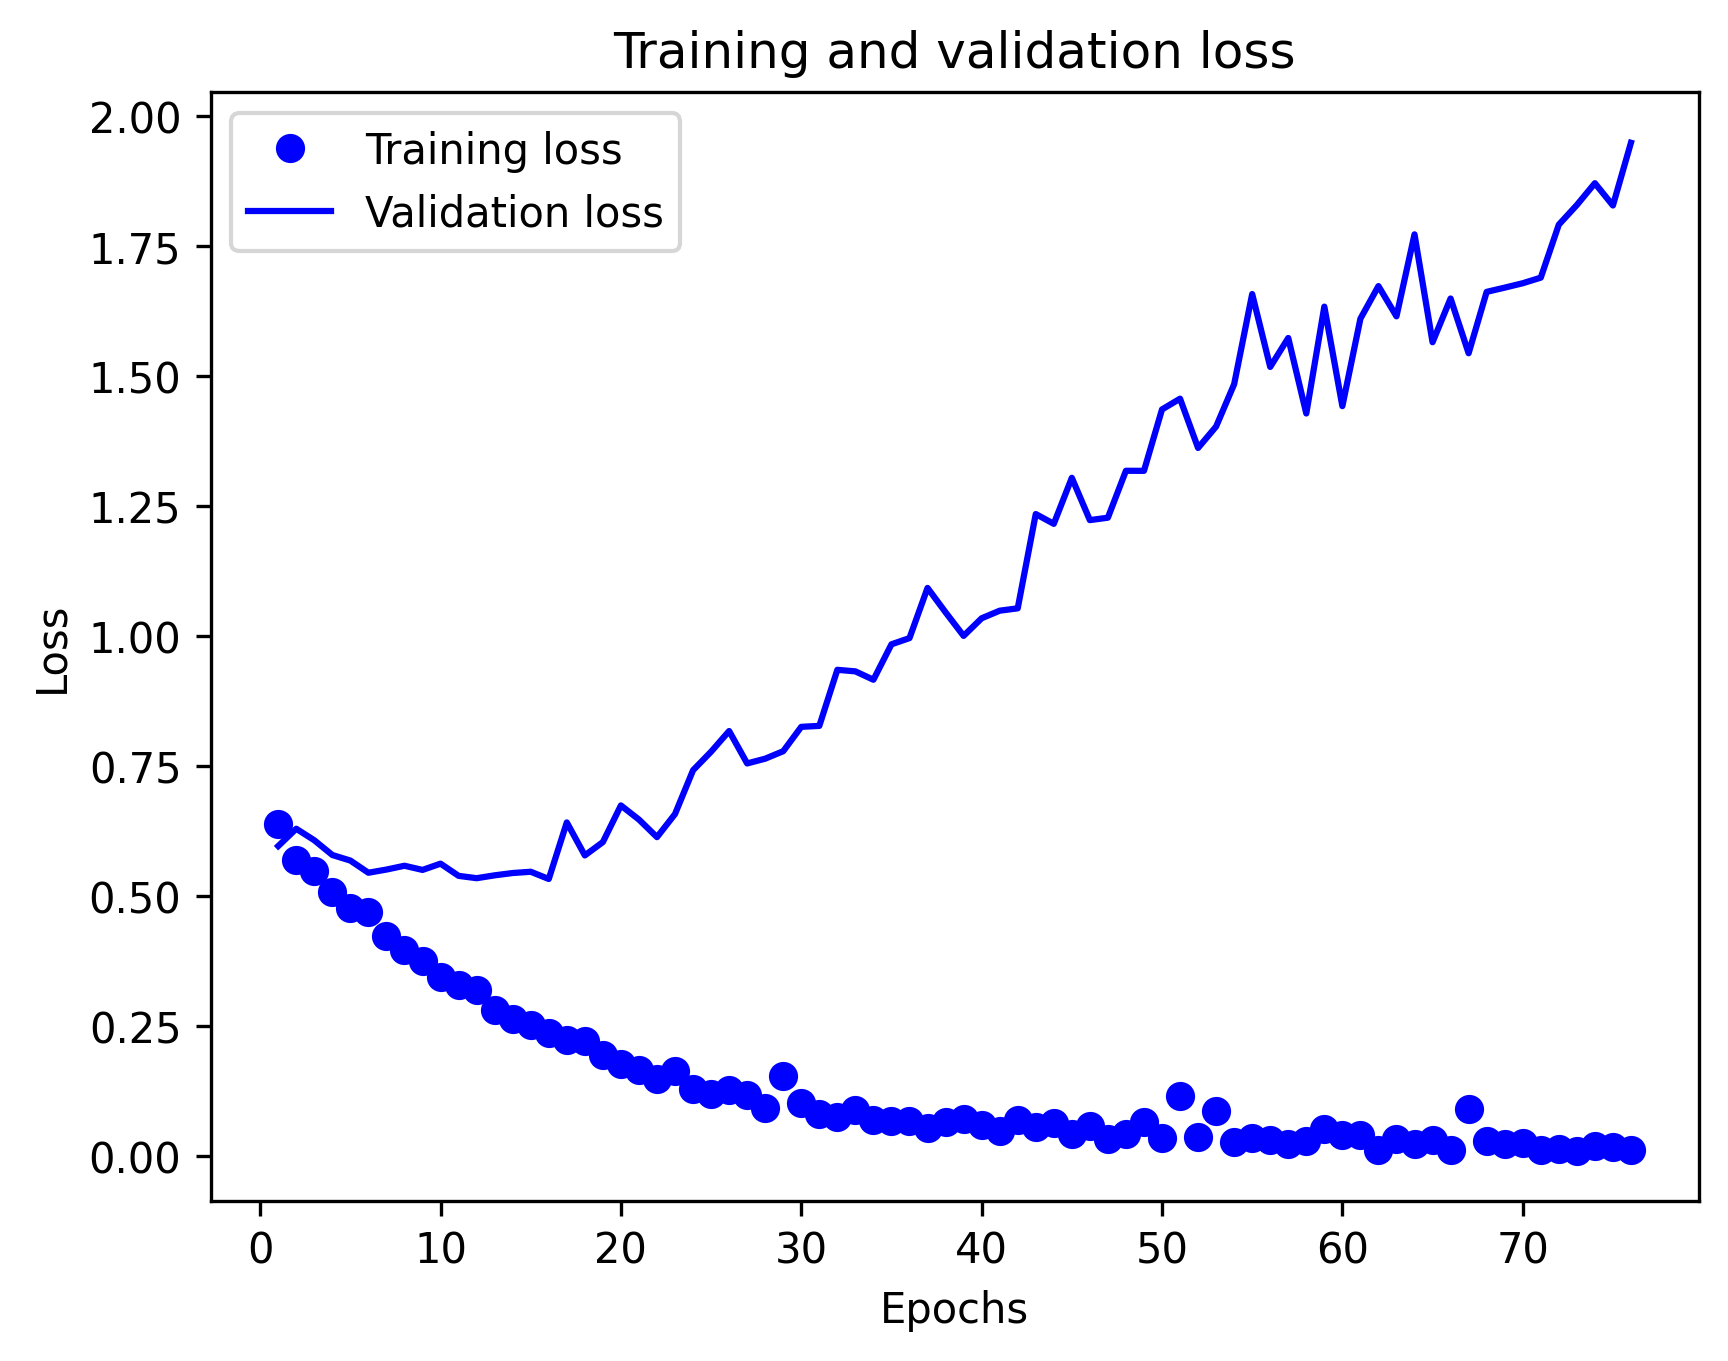 Training and validation loss
Training loss
Validation loss
2.00
1.75
1.50
1.25
1.00
0.75
0.50
0.25
0.00
Loss
0 10 20 30 40 50 60 70
Epochs